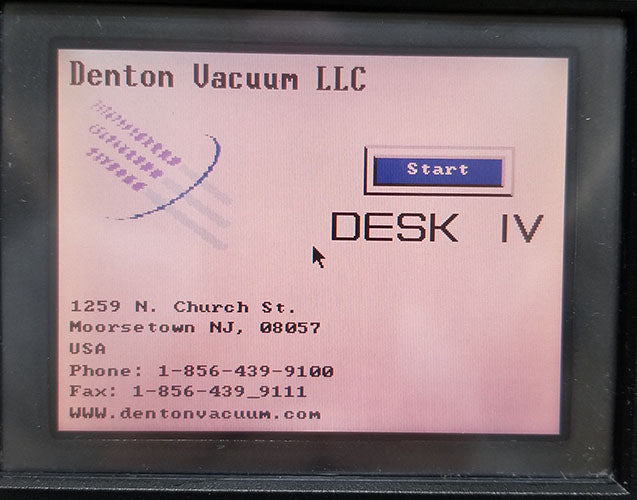 Denton Vacuum LLC
Start
DESK IV
1259 N. Church St.
Moorsetown NJ, 08057
USA
Phone: 1-856-439-9100
Fax: 1-856-439_9111
WWW.dentonvacuum.com